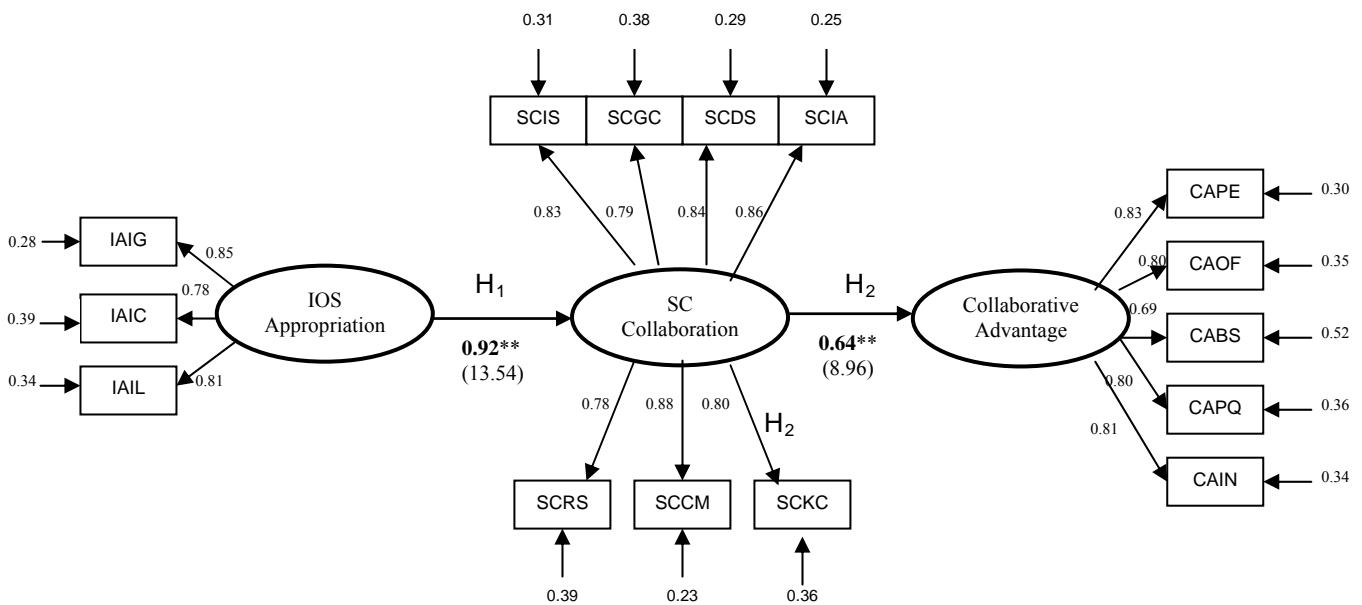 0.31 0.38 0.29 0.25
SCIS SCGC SCDS SCIA
0.83 0.79 0.84 0.86
0.28 IAIG 0.85
0.39 IAIC 0.78
0.34 IAIL 0.81
IOS
Appropriation
H1
0.92**
(13.54)
SC
Collaboration
H2
0.64**
(8.96)
Collaborative
Advantage
0.83 CAPE 0.30
0.80 CAOF 0.35
0.69 CABS 0.52
0.80 CAPQ 0.36
0.81 CAIN 0.34
0.78 0.88 0.80 H2
SCRS SCCM SCKC
0.39 0.23 0.36